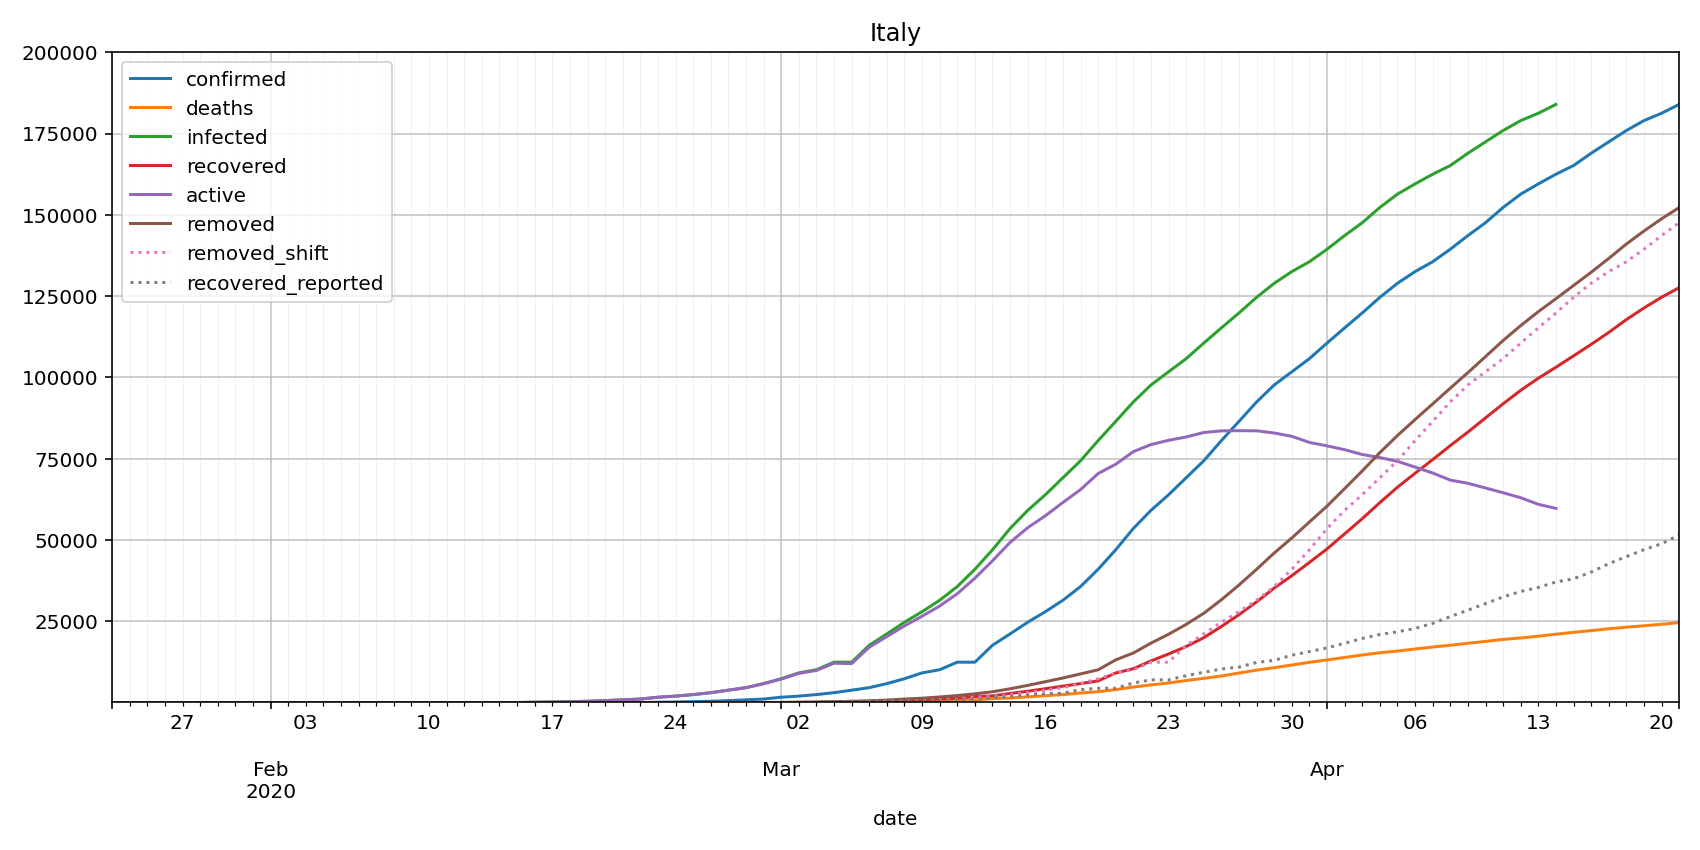 Italy
200000
175000
150000
125000
100000
75000
50000
25000
confirmed
deaths
infected
recovered
active
removed
removed_shift
recovered_reported
27 03 10 17 24 02 09 16 23 30 06 13 20
Feb Mar Apr
2020
date